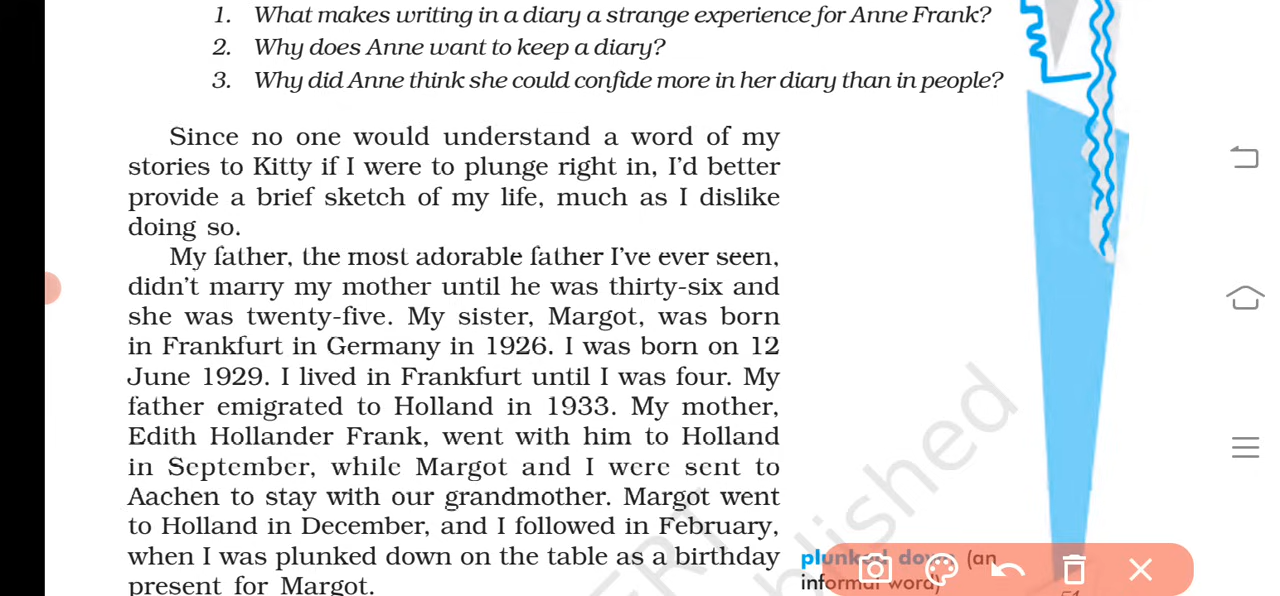 1. What makes writing in a diary a strange experience for Anne Frank?
2. Why does Anne want to keep a diary?
3. Why did Anne think she could confide more in her diary than in people?
Since no one would understand a word of my
stories to Kitty if I were to plunge right in, I'd better
provide a brief sketch of my life, much as I dislike
doing so.
My father, the most adorable father I've ever seen,
didn't marry my mother until he was thirty-six and
she was twenty-five. My sister, Margot, was born
in Frankfurt in Germany in 1926. I was born on 12
June 1929. I lived in Frankfurt until I was four. My
father emigrated to Holland in 1933. My mother,
Edith Hollander Frank, went with him to Holland
in September, while Margot and I were sent to
Aachen to stay with our grandmother. Margot went
to Holland in December, and I followed in February,
when I was plunked down on the table as a birthday
present for Margot.
plunked down (an
informal word)